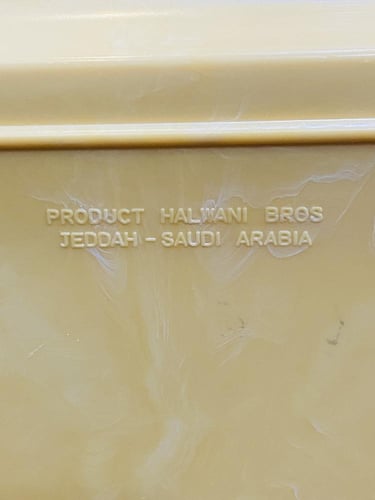 PRODUCT HALWANI BROS
JEDDAH - SAUDI ARABIA